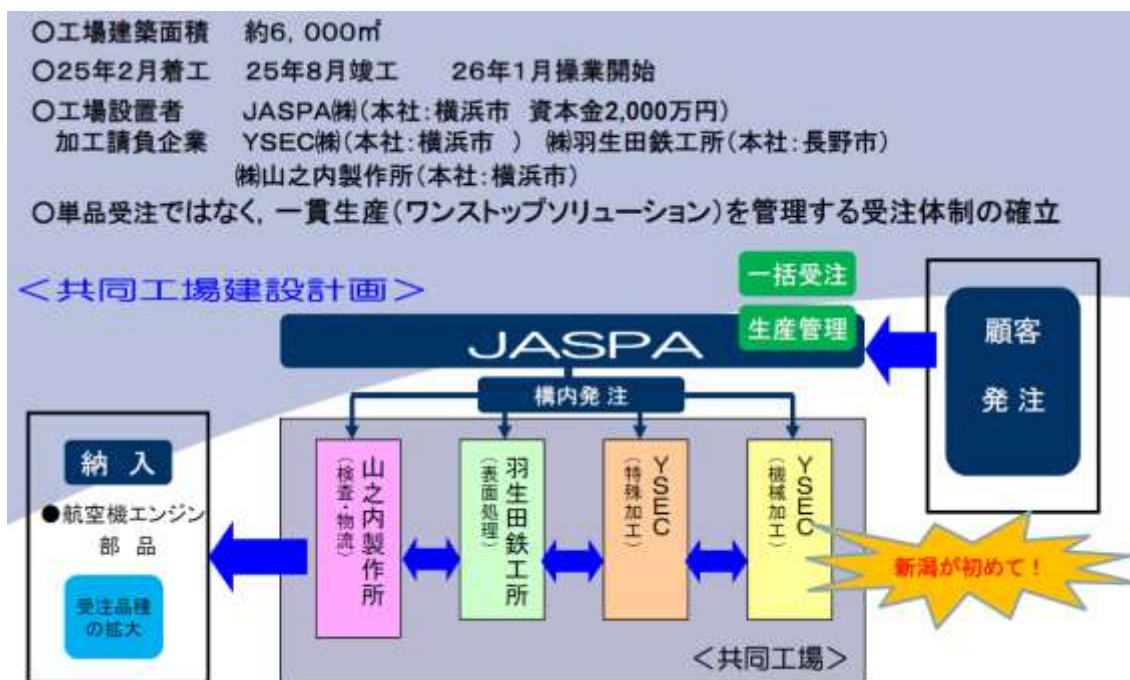 ○工場建築面積　約6，000㎡
○25年2月着工　25年8月竣工　　26年1月操業開始
○工場設置者　　JASPA㈱（本社：横浜市　資本金2,000万円）
加工請負企業　YSEC㈱（本社：横浜市　）　㈱羽生田鉄工所（本社：長野市）
㈱山之内製作所（本社：横浜市）
○単品受注ではなく，一貫生産（ワンストップソリューション）を管理する受注体制の確立
＜共同工場建設計画＞
一括受注
生産管理
JASPA
顧客
発注
構内発注
納　入
●航空機エンジン
部　品
受注品種
の拡大
山之内製作所
（検査・物流）
羽生田鉄工所
（表面処理）
YSEC
（特殊加工）
YSEC
（機械加工）
新潟が初めて！
＜共同工場＞